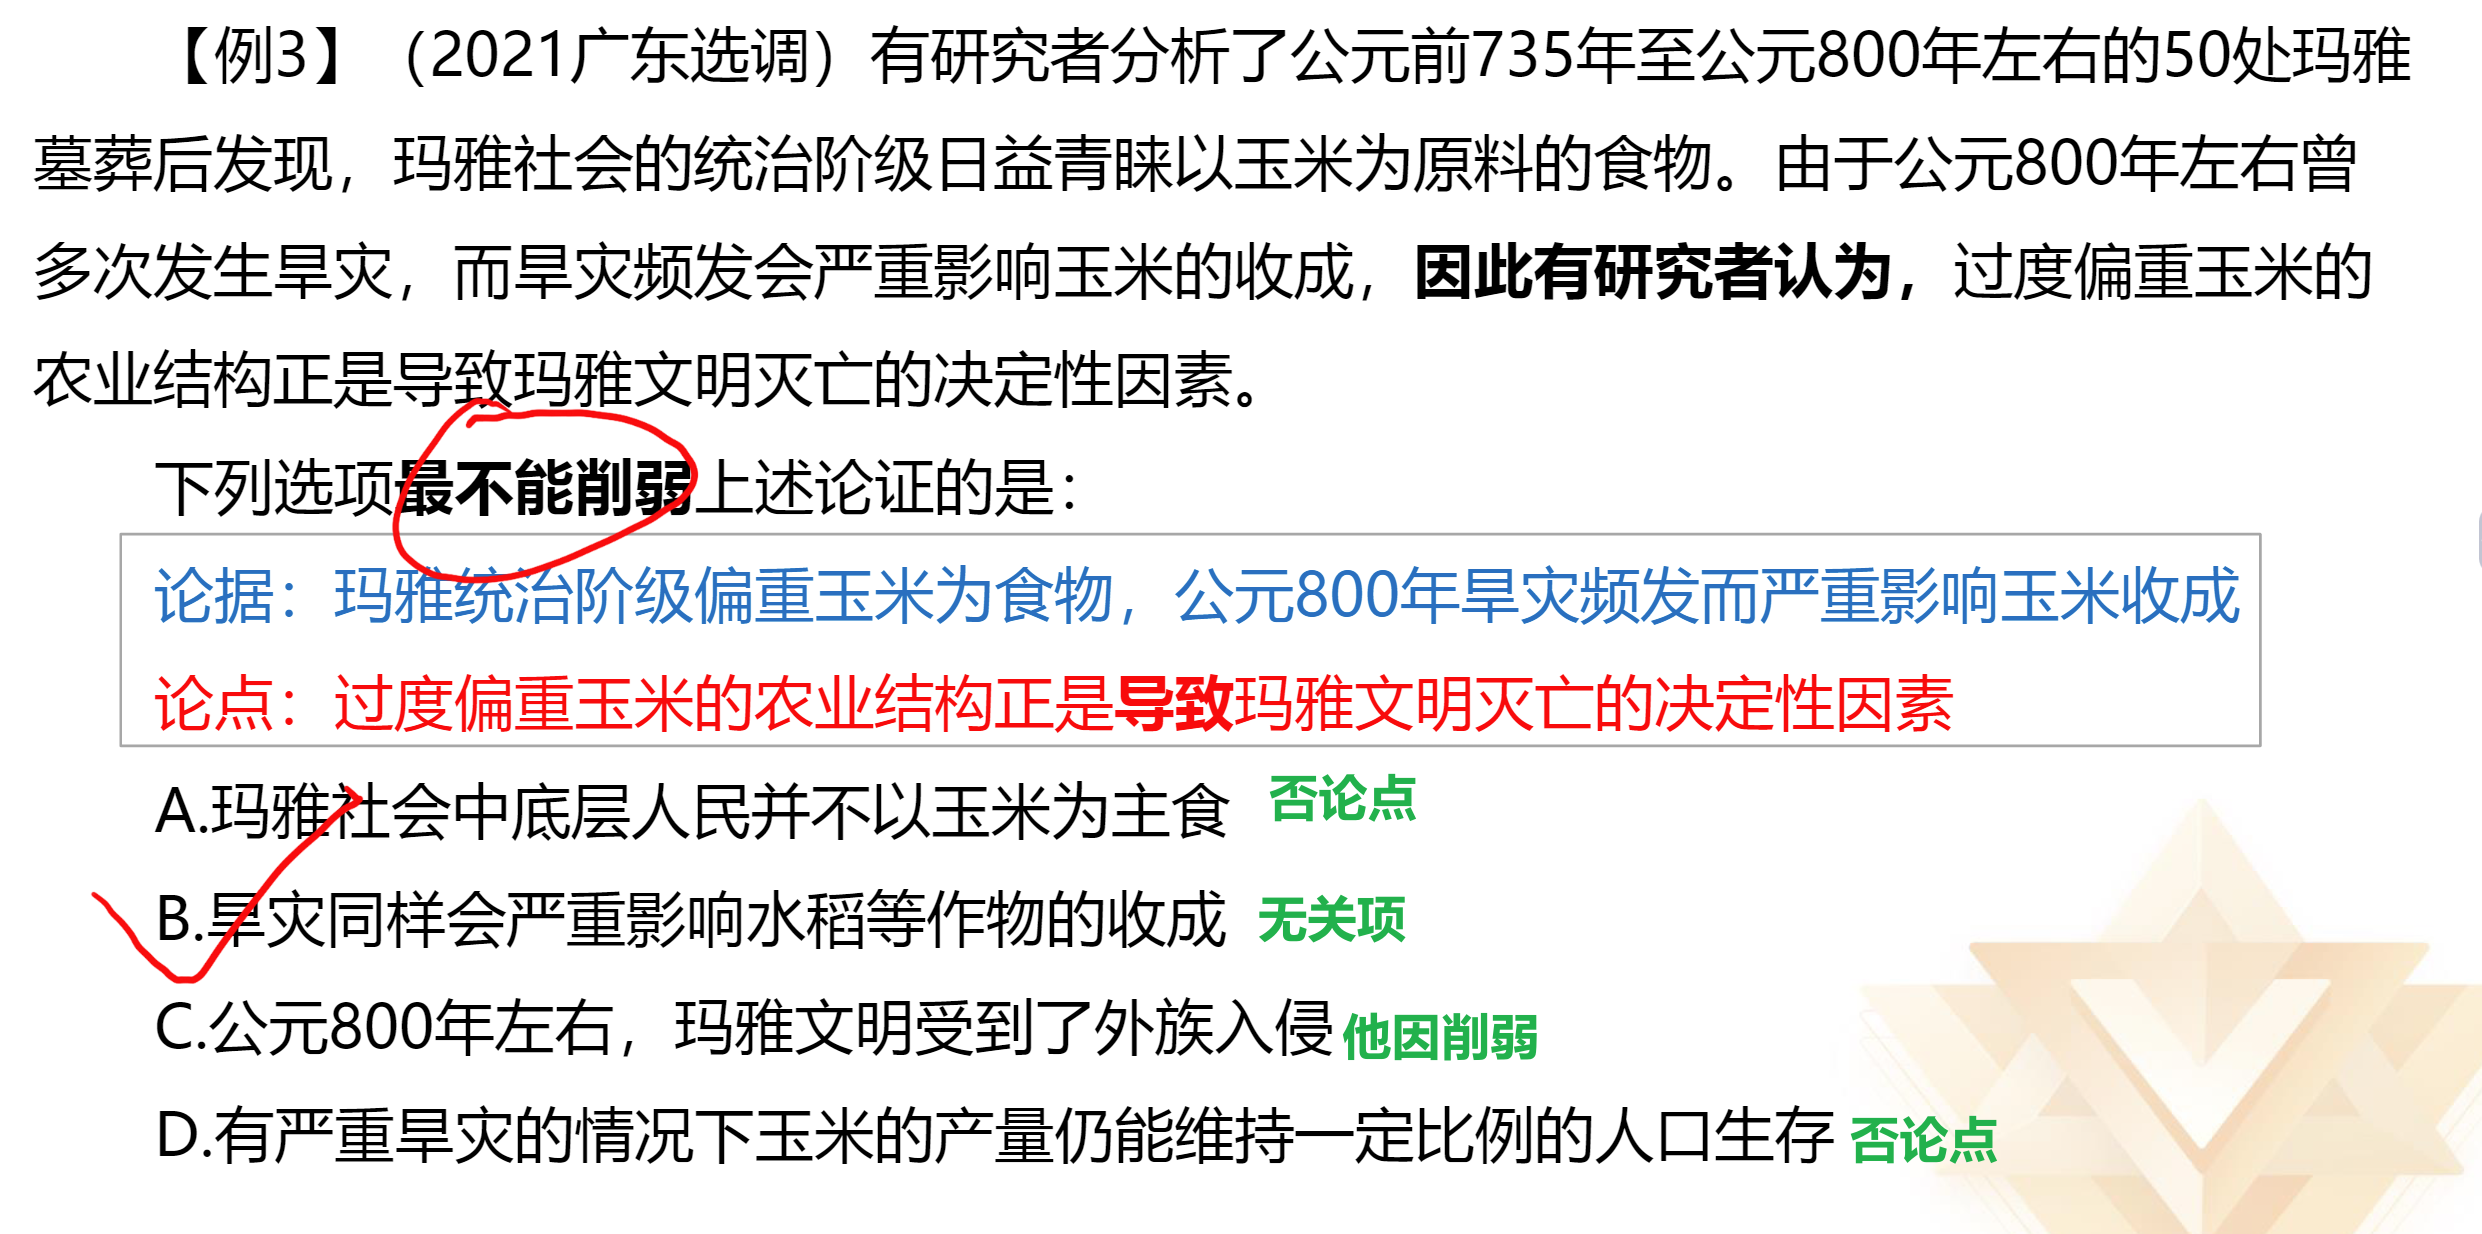 【例3】（2021广东选调）有研究者分析了公元前735年至公元800年左右的50处玛雅
墓葬后发现，玛雅社会的统治阶级日益青睐以玉米为原料的食物。由于公元800年左右曾
多次发生旱灾，而旱灾频发会严重影响玉米的收成，因此有研究者认为，过度偏重玉米的
农业结构正是导致玛雅文明灭亡的决定性因素。
下列选项最不能削弱上述论证的是：
论据：玛雅统治阶级偏重玉米为食物，公元800年旱灾频发而严重影响玉米收成
论点：过度偏重玉米的农业结构正是导致玛雅文明灭亡的决定性因素
A.玛雅社会中底层人民并不以玉米为主食 否论点
B.旱灾同样会严重影响水稻等作物的收成 无关项
C.公元800年左右，玛雅文明受到了外族入侵 他因削弱
D.有严重旱灾的情况下玉米的产量仍能维持一定比例的人口生存 否论点